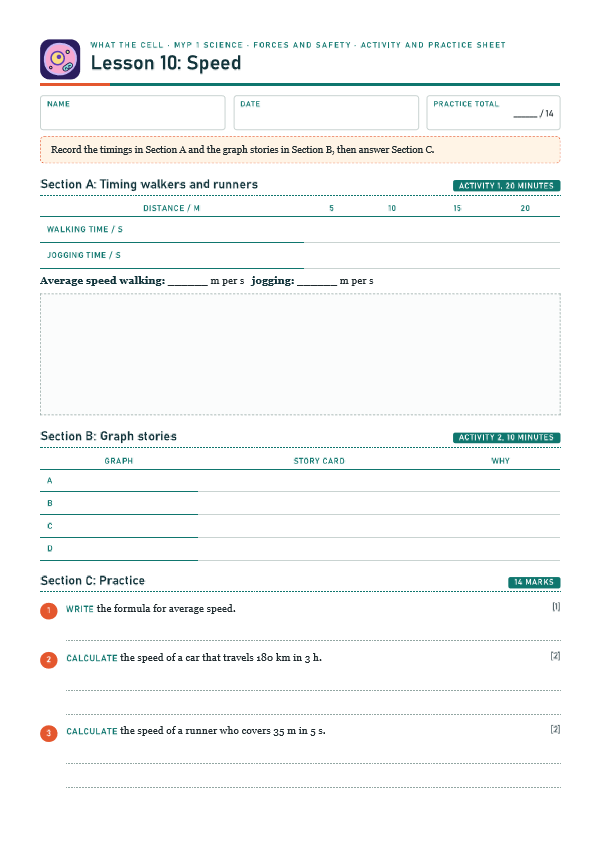 WHAT THE CELL · MYP 1 SCIENCE · FORCES AND SAFETY · ACTIVITY AND PRACTICE SHEET
Lesson 10: Speed
NAME
DATE
PRACTICE TOTAL
_____ / 14
Record the timings in Section A and the graph stories in Section B, then answer Section C.
Section A: Timing walkers and runners
ACTIVITY 1, 20 MINUTES
DISTANCE / M 5 10 15 20
WALKING TIME / S
JOGGING TIME / S
Average speed walking: _______ m per s jogging: _______ m per s
Section B: Graph stories
ACTIVITY 2, 10 MINUTES
GRAPH STORY CARD WHY
A
B
C
D
Section C: Practice
14 MARKS
1 WRITE the formula for average speed. [1]
2 CALCULATE the speed of a car that travels 180 km in 3 h. [2]
3 CALCULATE the speed of a runner who covers 35 m in 5 s. [2]